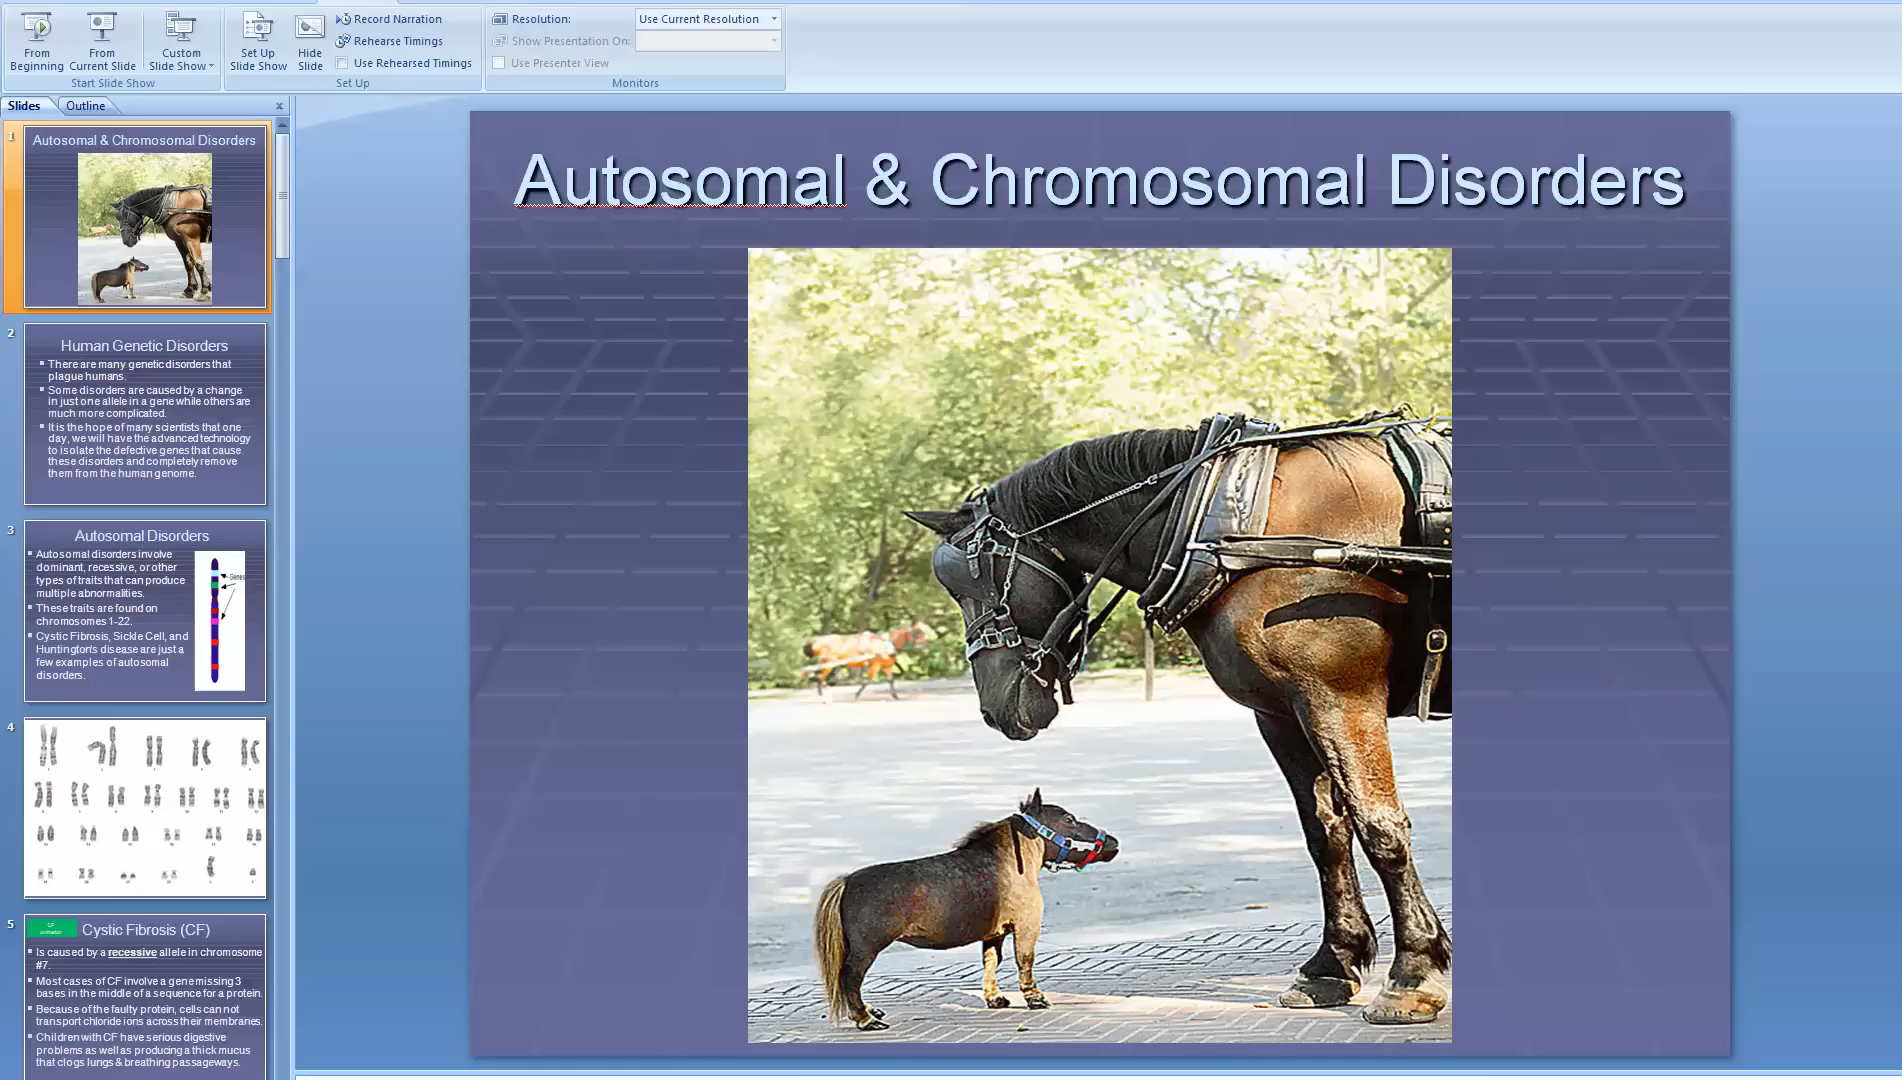 From
Beginning
From
Current Slide
Custom
Slide Show
Start Slide Show
Set Up
Slide Show
Hide
Slide
Record Narration
Rehearse Timings
Use Rehearsed Timings
Set Up
Resolution:
Use Current Resolution
Show Presentation On:
Use Presenter View
Monitors
Slides
Outline
x
1
Autosomal & Chromosomal Disorders
2
Human Genetic Disorders
There are many genetic disorders that
plague humans.
Some disorders are caused by a change
in just one allele in a gene while others are
much more complicated.
It is the hope of many scientists that one
day, we will have the advanced technology
to isolate the defective genes that cause
these disorders and completely remove
them from the human genome.
3
Autosomal Disorders
Autosomal disorders involve
dominant, recessive, or other
types of traits that can produce
multiple abnormalities.
These traits are found on
chromosomes 1-22.
Cystic Fibrosis, Sickle Cell, and
Huntington's disease are just a
few examples of autosomal
disorders.
Genes
4
5
CF
animation
Cystic Fibrosis (CF)
Is caused by a recessive allele in chromosome
#7.
Most cases of CF involve a gene missing 3
bases in the middle of a sequence for a protein.
Because of the faulty protein, cells can not
transport chloride ions across their membranes.
Children with CF have serious digestive
problems as well as producing a thick mucus
that clogs lungs & breathing passageways.
Autosomal & Chromosomal Disorders